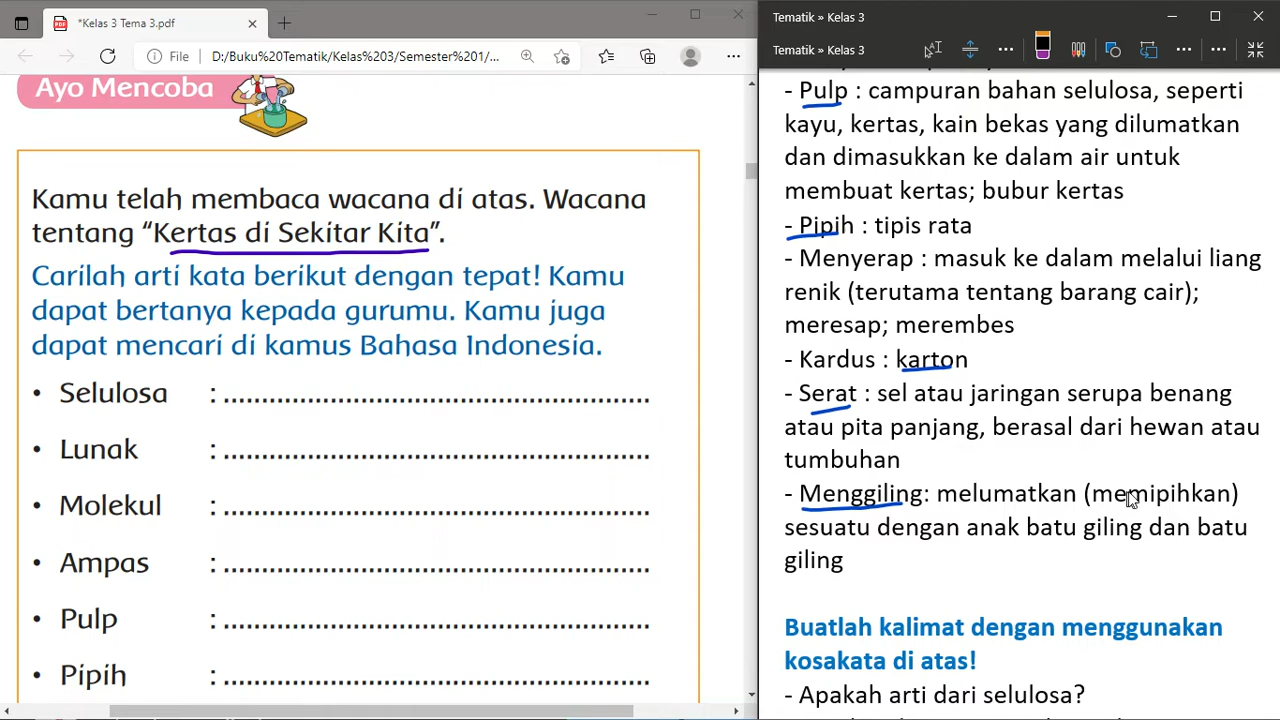 *Kelas 3 Tema 3.pdf
File
D:/Buku%20Tematik/Kelas%203/Semester%201/...
Ayo Mencoba
Kamu telah membaca wacana di atas. Wacana
tentang “Kertas di Sekitar Kita”.
Carilah arti kata berikut dengan tepat! Kamu
dapat bertanya kepada gurumu. Kamu juga
dapat mencari di kamus Bahasa Indonesia.
• Selulosa : ....................................................
• Lunak : ....................................................
• Molekul : ....................................................
• Ampas : ....................................................
• Pulp : ....................................................
• Pipih : ....................................................
Tematik » Kelas 3
Tematik » Kelas 3
- Pulp : campuran bahan selulosa, seperti
kayu, kertas, kain bekas yang dilumatkan
dan dimasukkan ke dalam air untuk
membuat kertas; bubur kertas
- Pipih : tipis rata
- Menyerap : masuk ke dalam melalui liang
renik (terutama tentang barang cair);
meresap; merembes
- Kardus : karton
- Serat : sel atau jaringan serupa benang
atau pita panjang, berasal dari hewan atau
tumbuhan
- Menggiling: melumatkan (memipihkan)
sesuatu dengan anak batu giling dan batu
giling
Buatlah kalimat dengan menggunakan
kosakata di atas!
- Apakah arti dari selulosa?